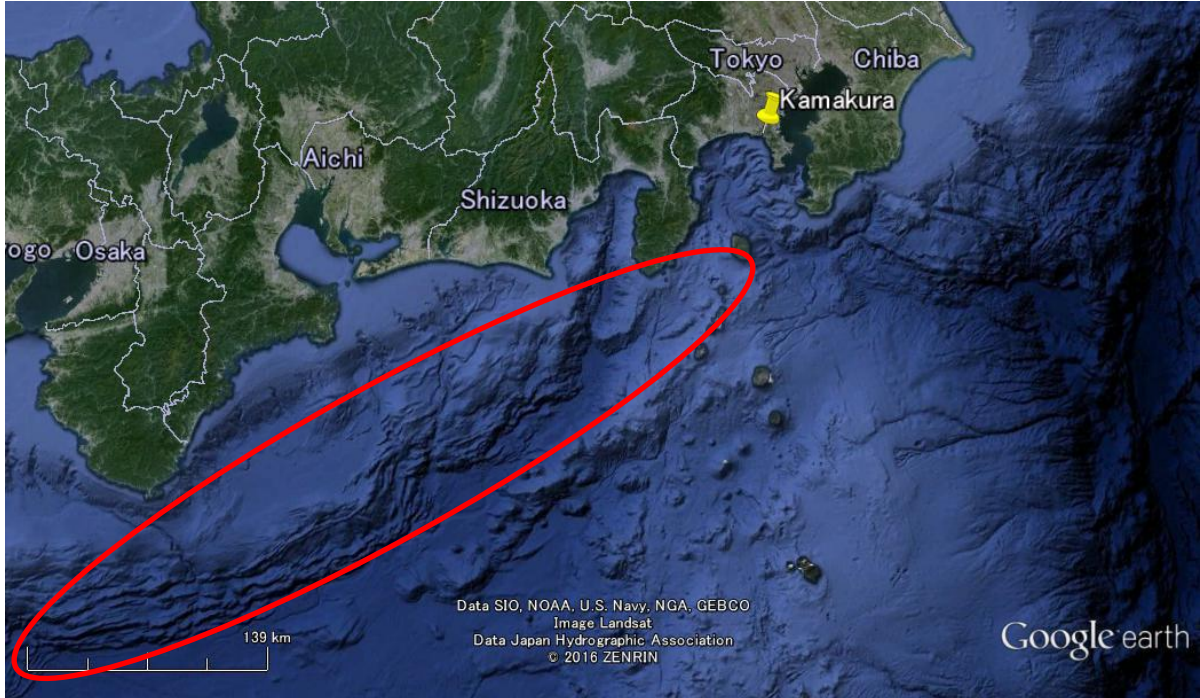 Tokyo
Chiba
Kamakura
Aichi
Shizuoka
yogo
Osaka
Data SIO, NOAA, U.S. Navy, NGA, GEBCO
Image Landsat
Data Japan Hydrographic Association
© 2016 ZENRIN
139 km
Google earth